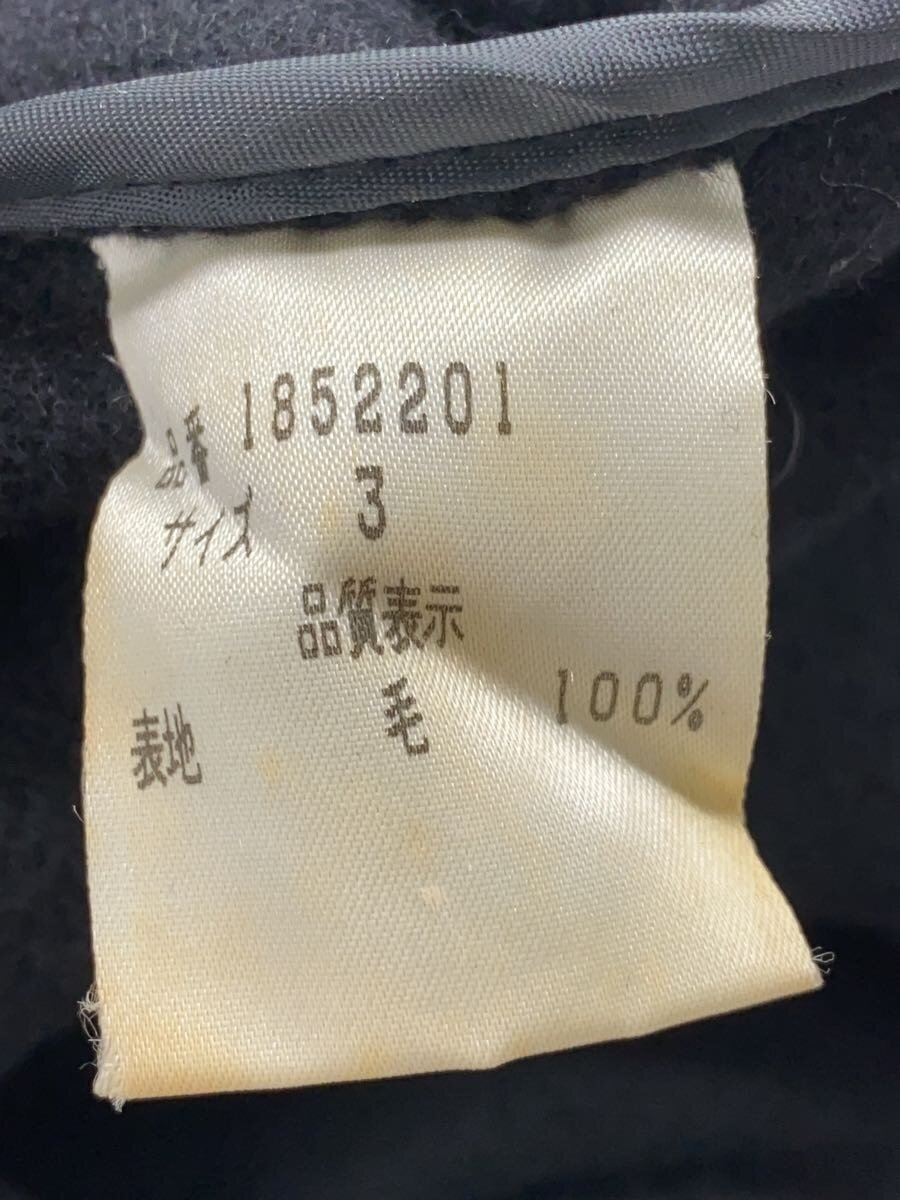 品番 1852201
サイズ 3
品質表示
表地 毛 100%